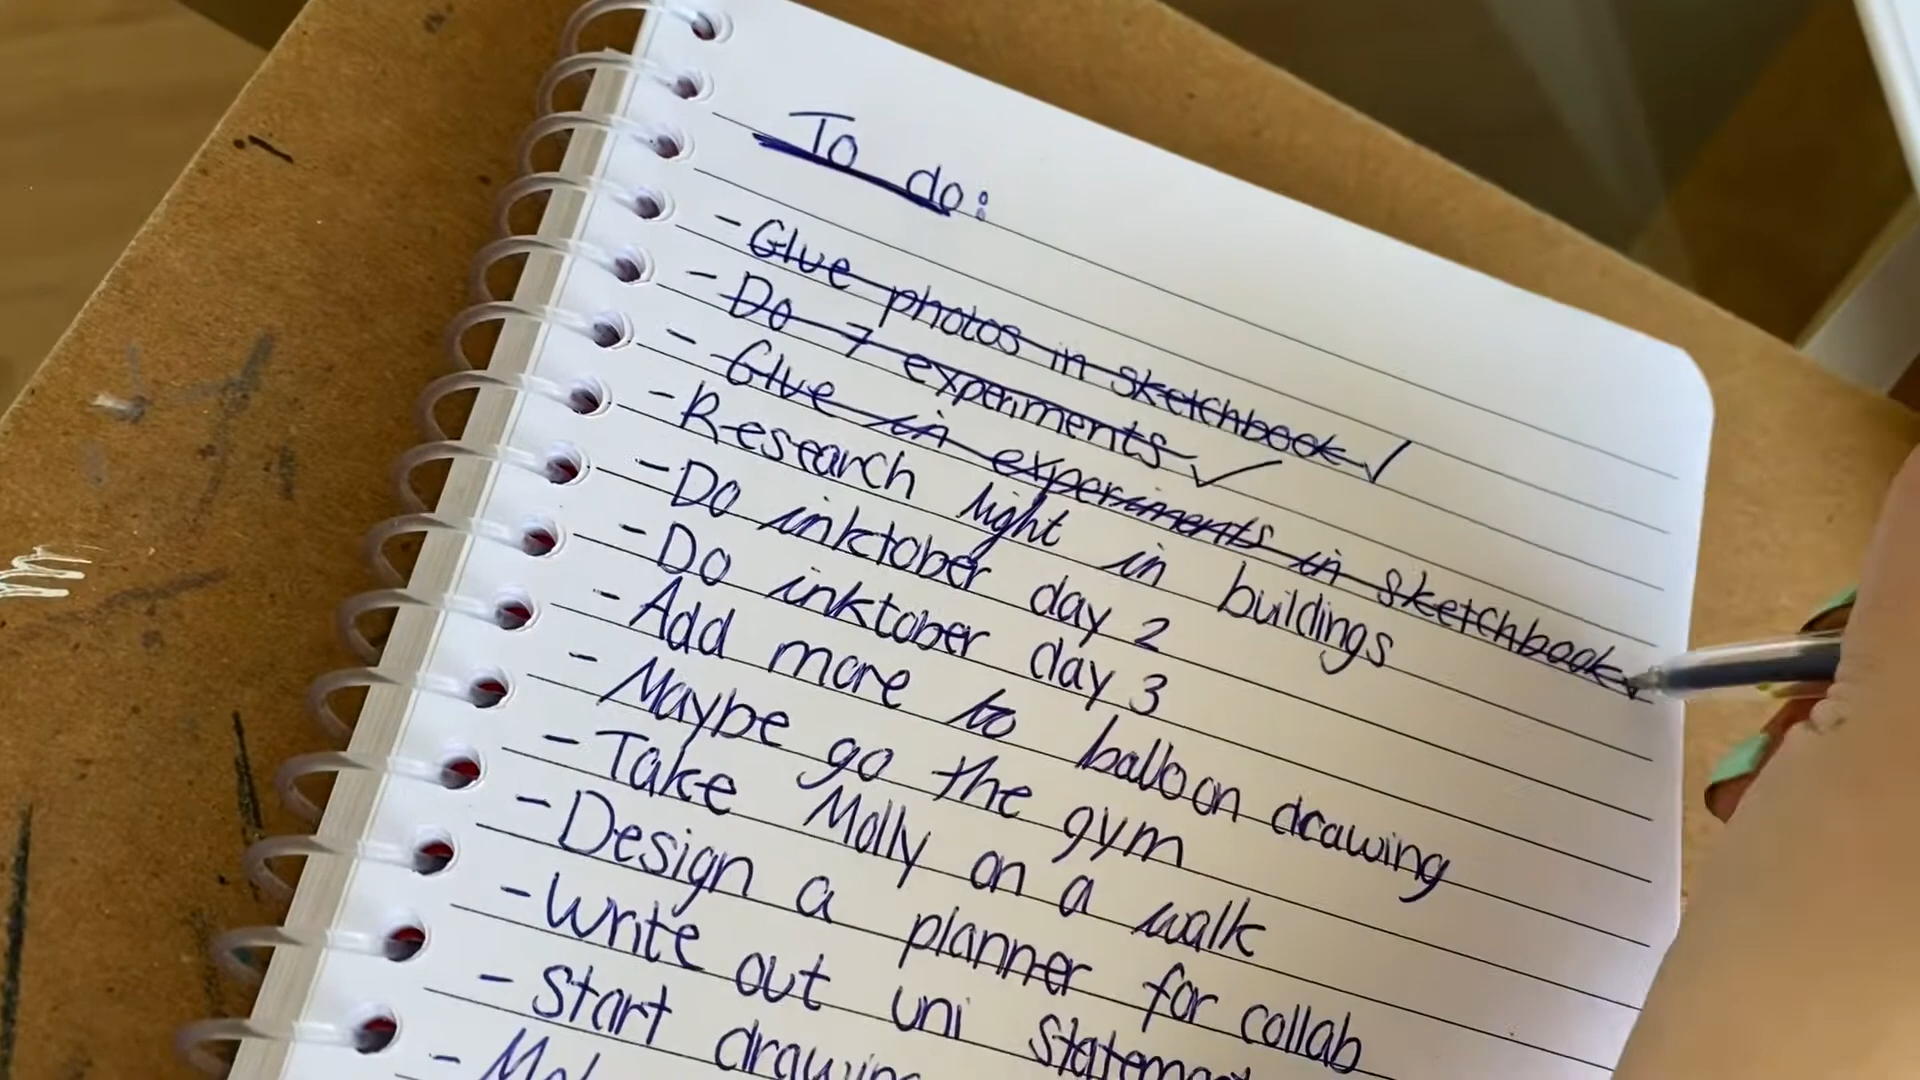 To do:
- Glue photos in sketchbook ✓
- Do 7 experiments ✓
- Glue in experiments in sketchbook ✓
- Research light in buildings
- Do inktober day 2
- Do inktober day 3
- Add more to balloon drawing
- Maybe go the gym
- Take Molly on a walk
- Design a planner for collab
- Write out uni
- Start